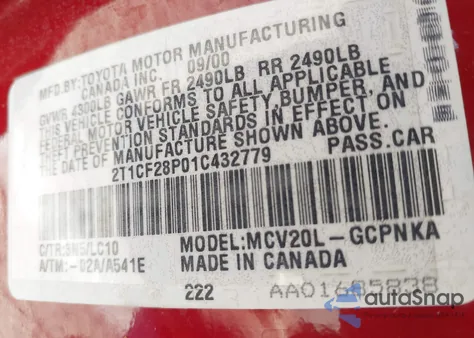 MFD.BY:TOYOTA MOTOR MANUFACTURING
CANADA INC. 09/00
GVWR 4300LB GAWR FR 2490LB RR 2490LB
THIS VEHICLE CONFORMS TO ALL APPLICABLE
FEDERAL MOTOR VEHICLE SAFETY BUMPER, AND
THEFT PREVENTION STANDARDS IN EFFECT ON
THE DATE OF MANUFACTURE SHOWN ABOVE.
2T1CF28P01C432779 PASS.CAR
C/TR: /LC10 MODEL:MCV20L-GCPNKA
A/TM:-02A/A541E MADE IN CANADA
222
autoSnap